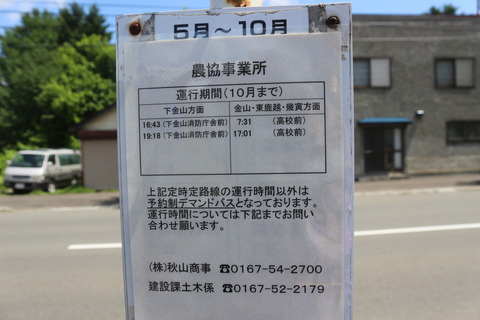 5月～10月
農協事業所
運行期間(10月まで)
下金山方面 金山・東鹿越・幾寅方面
16:43(下金山消防庁舎前) 7:31 (高校前)
19:18(下金山消防庁舎前) 17:01 (高校前)
上記定時定路線の運行時間以外は
予約制デマンドバスとなっております。
運行時間については下記までお問い
合わせ願います。
(株)秋山商事 ☎0167-54-2700
建設課土木係 ☎0167-52-2179